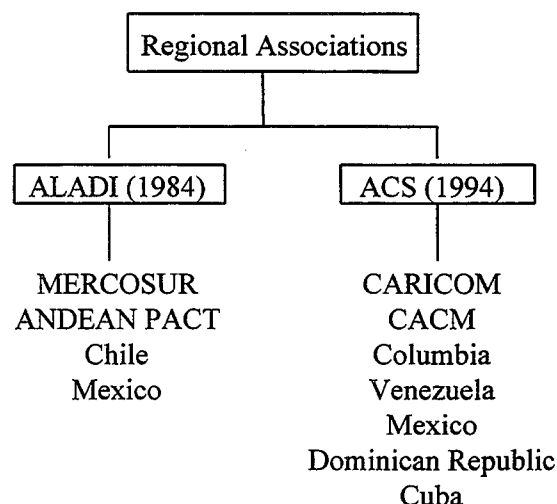 Regional Associations
ALADI (1984)
MERCOSUR
ANDEAN PACT
Chile
Mexico
ACS (1994)
CARICOM
CACM
Columbia
Venezuela
Mexico
Dominican Republic
Cuba